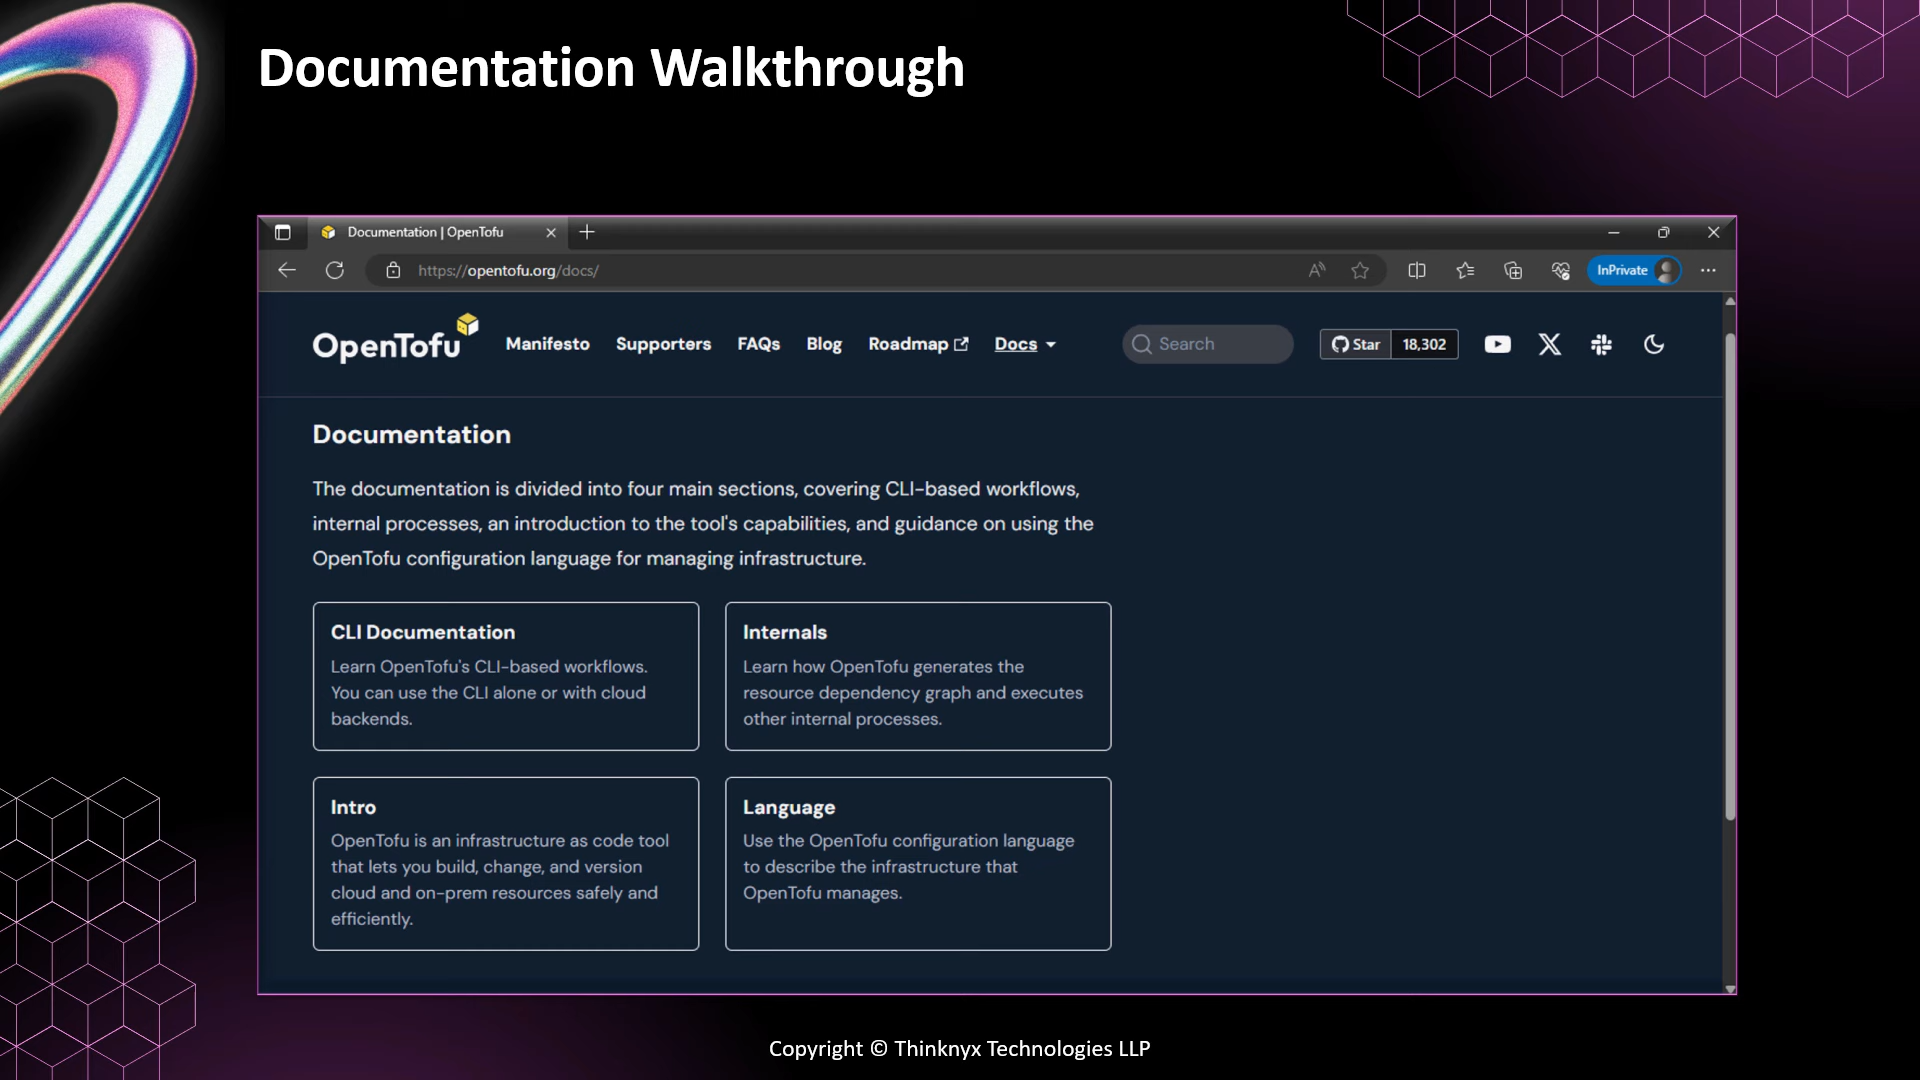 Documentation Walkthrough
Documentation | OpenTofu
https://opentofu.org/docs/
InPrivate
OpenTofu
Manifesto
Supporters
FAQs
Blog
Roadmap
Docs
Search
Star
18,302
Documentation
The documentation is divided into four main sections, covering CLI-based workflows,
internal processes, an introduction to the tool's capabilities, and guidance on using the
OpenTofu configuration language for managing infrastructure.
CLI Documentation
Learn OpenTofu's CLI-based workflows.
You can use the CLI alone or with cloud
backends.
Internals
Learn how OpenTofu generates the
resource dependency graph and executes
other internal processes.
Intro
OpenTofu is an infrastructure as code tool
that lets you build, change, and version
cloud and on-prem resources safely and
efficiently.
Language
Use the OpenTofu configuration language
to describe the infrastructure that
OpenTofu manages.
Copyright © Thinknyx Technologies LLP